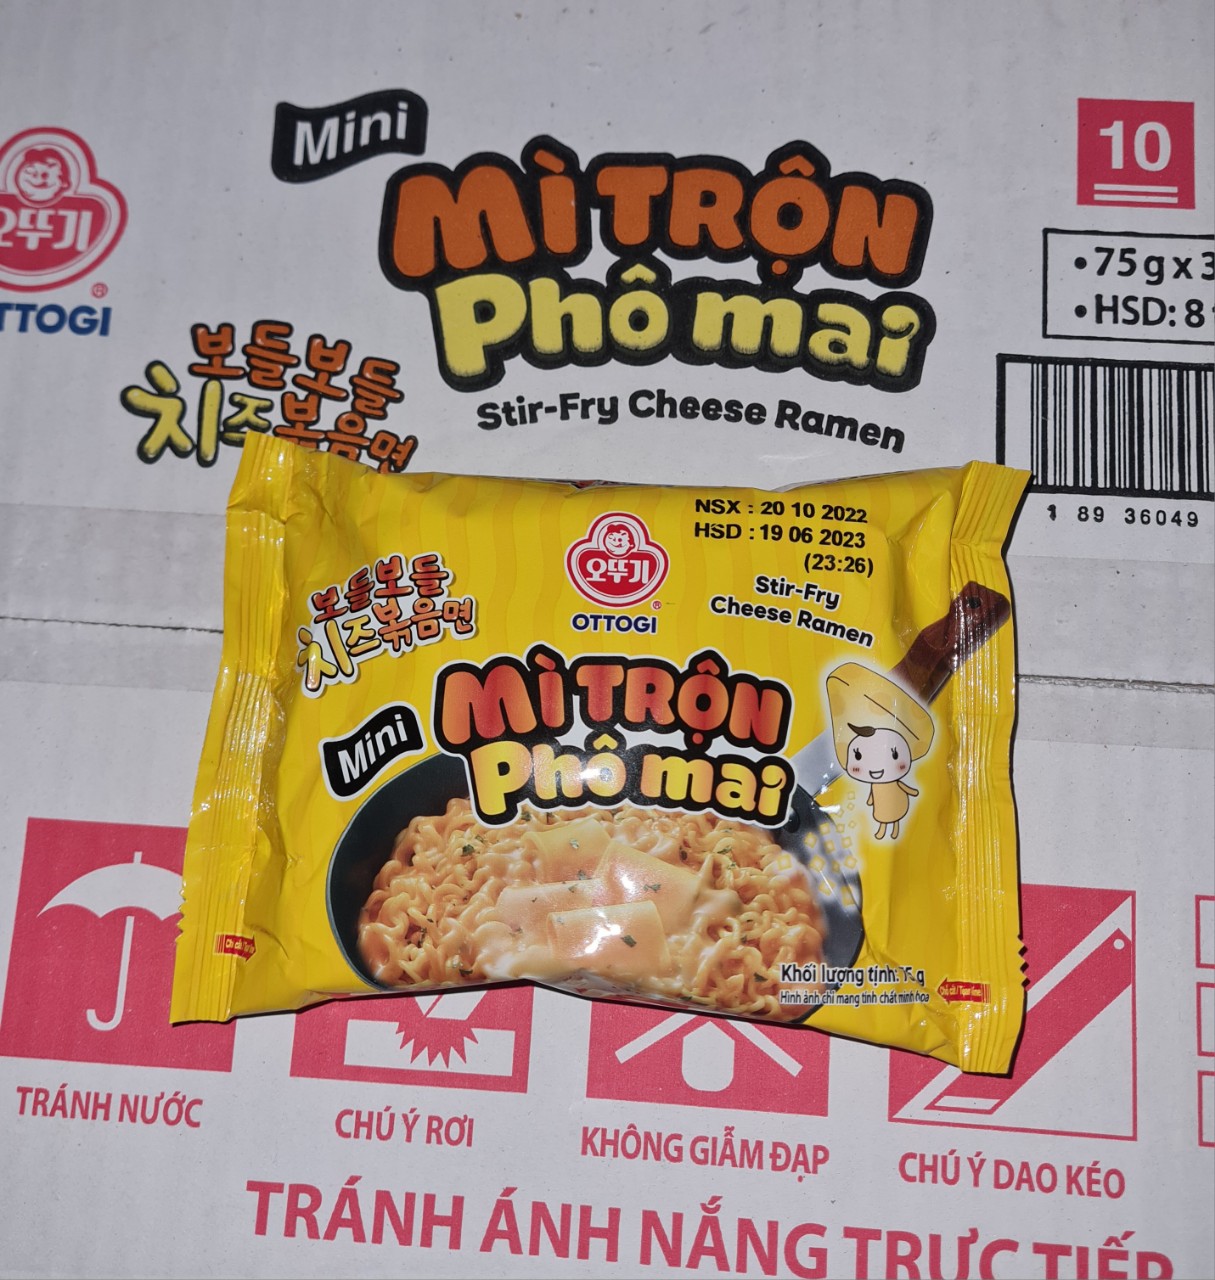 Mini
MÌ TRỘN
Phô mai
Stir-Fry Cheese Ramen
오뚜기
®
OTTOGI
보들보들
치즈볶음면
10
•75g x 3
•HSD: 8
1 89 36049
NSX : 20 10 2022
HSD : 19 06 2023
(23:26)
오뚜기
®
OTTOGI
Stir-Fry
Cheese Ramen
보들보들
치즈볶음면
Mini
MÌ TRỘN
Phô mai
Khối lượng tịnh: g
Hình ảnh chỉ mang tính chất minh họa
TRÁNH NƯỚC
CHÚ Ý RƠI
KHÔNG GIẪM ĐẠP
CHÚ Ý DAO KÉO
TRÁNH ÁNH NẮNG TRỰC TIẾP